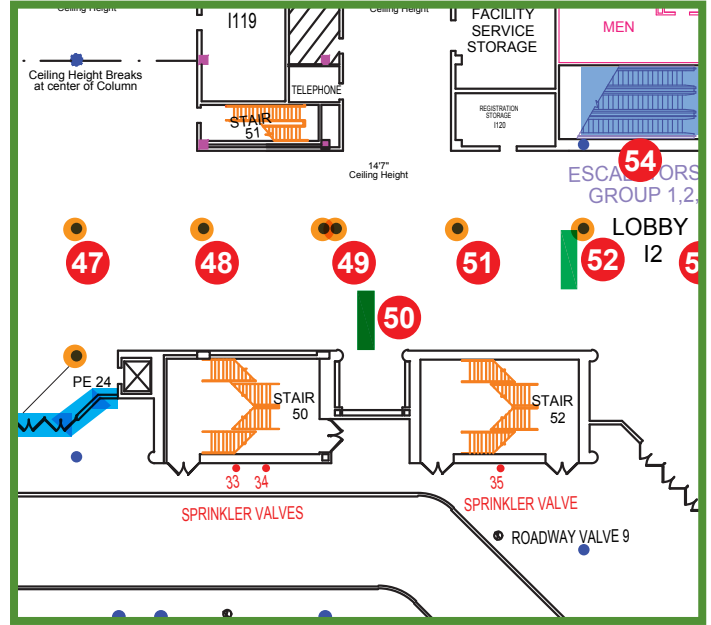 Ceiling Height
Ceiling Height
I119
FACILITY
SERVICE
STORAGE
MEN
Ceiling Height Breaks
at center of Column
TELEPHONE
STAIR
51
REGISTRATION
STORAGE
I120
14'7"
Ceiling Height
54
GROUP 1,2,
LOBBY
I2
47
48
49
51
52
50
PE 24
STAIR
50
STAIR
52
33
34
35
SPRINKLER VALVES
SPRINKLER VALVE
ROADWAY VALVE 9